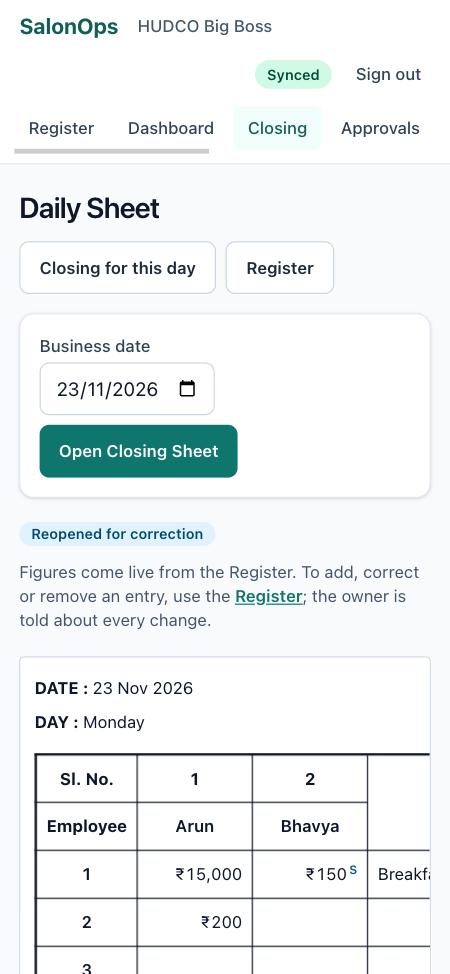 SalonOps HUDCO Big Boss
Synced Sign out
Register Dashboard Closing Approvals
Daily Sheet
Closing for this day Register
Business date
23/11/2026
Open Closing Sheet
Reopened for correction
Figures come live from the Register. To add, correct
or remove an entry, use the Register; the owner is
told about every change.
DATE : 23 Nov 2026
DAY : Monday
Sl. No. 1 2
Employee Arun Bhavya
1 ₹15,000 ₹150 S
2 ₹200
3